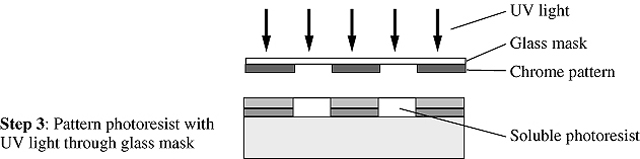 UV light
Glass mask
Chrome pattern
Step 3: Pattern photoresist with
UV light through glass mask
Soluble photoresist